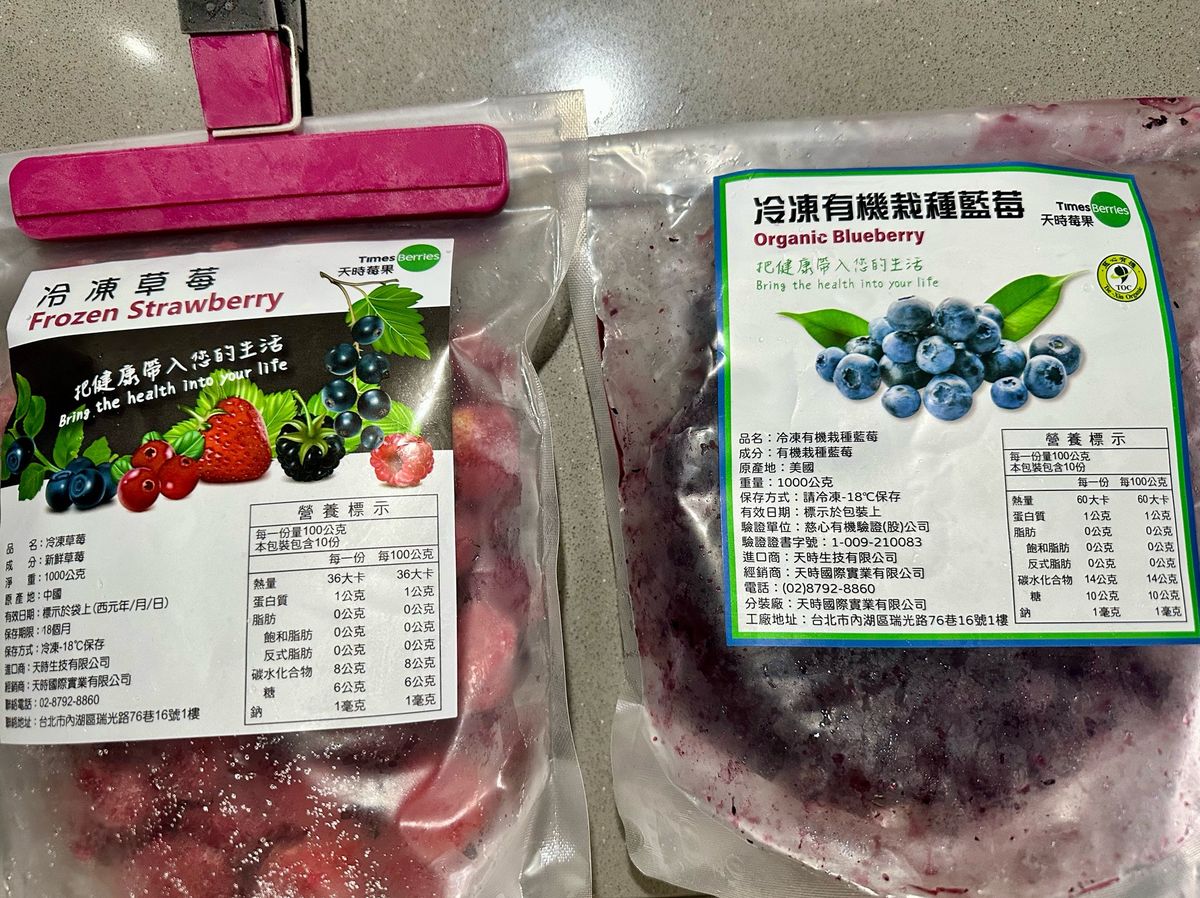 冷凍草莓
Frozen Strawberry
Times Berries
天時莓果
把健康帶入您的生活
Bring the health into your life
品 名：冷凍草莓
成 分：新鮮草莓
淨 重：1000公克
原 產 地：中國
有效日期：標示於袋上(西元年/月/日)
保存期限：18個月
保存方式：冷凍-18℃保存
進口商：天時生技有限公司
經銷商：天時國際實業有限公司
聯絡電話：02-8792-8860
聯絡地址：台北市內湖區瑞光路76巷16號1樓
營 養 標 示
每一份量100公克
本包裝包含10份
每一份 每100公克
熱量 36大卡 36大卡
蛋白質 1公克 1公克
脂肪 0公克 0公克
飽和脂肪 0公克 0公克
反式脂肪 0公克 0公克
碳水化合物 8公克 8公克
糖 6公克 6公克
鈉 1毫克 1毫克
冷凍有機栽種藍莓
Organic Blueberry
Times Berries
天時莓果
把健康帶入您的生活
Bring the health into your life
慈心有機
TOC
Tse-Xin Organic
品名：冷凍有機栽種藍莓
成分：有機栽種藍莓
原產地：美國
重量：1000公克
保存方式：請冷凍-18℃保存
有效日期：標示於包裝上
驗證單位：慈心有機驗證(股)公司
驗證證書字號：1-009-210083
進口商：天時生技有限公司
經銷商：天時國際實業有限公司
電話：(02)8792-8860
分裝廠：天時國際實業有限公司
工廠地址：台北市內湖區瑞光路76巷16號1樓
營 養 標 示
每一份量100公克
本包裝包含10份
每一份 每100公克
熱量 60大卡 60大卡
蛋白質 1公克 1公克
脂肪 0公克 0公克
飽和脂肪 0公克 0公克
反式脂肪 0公克 0公克
碳水化合物 14公克 14公克
糖 10公克 10公克
鈉 1毫克 1毫克